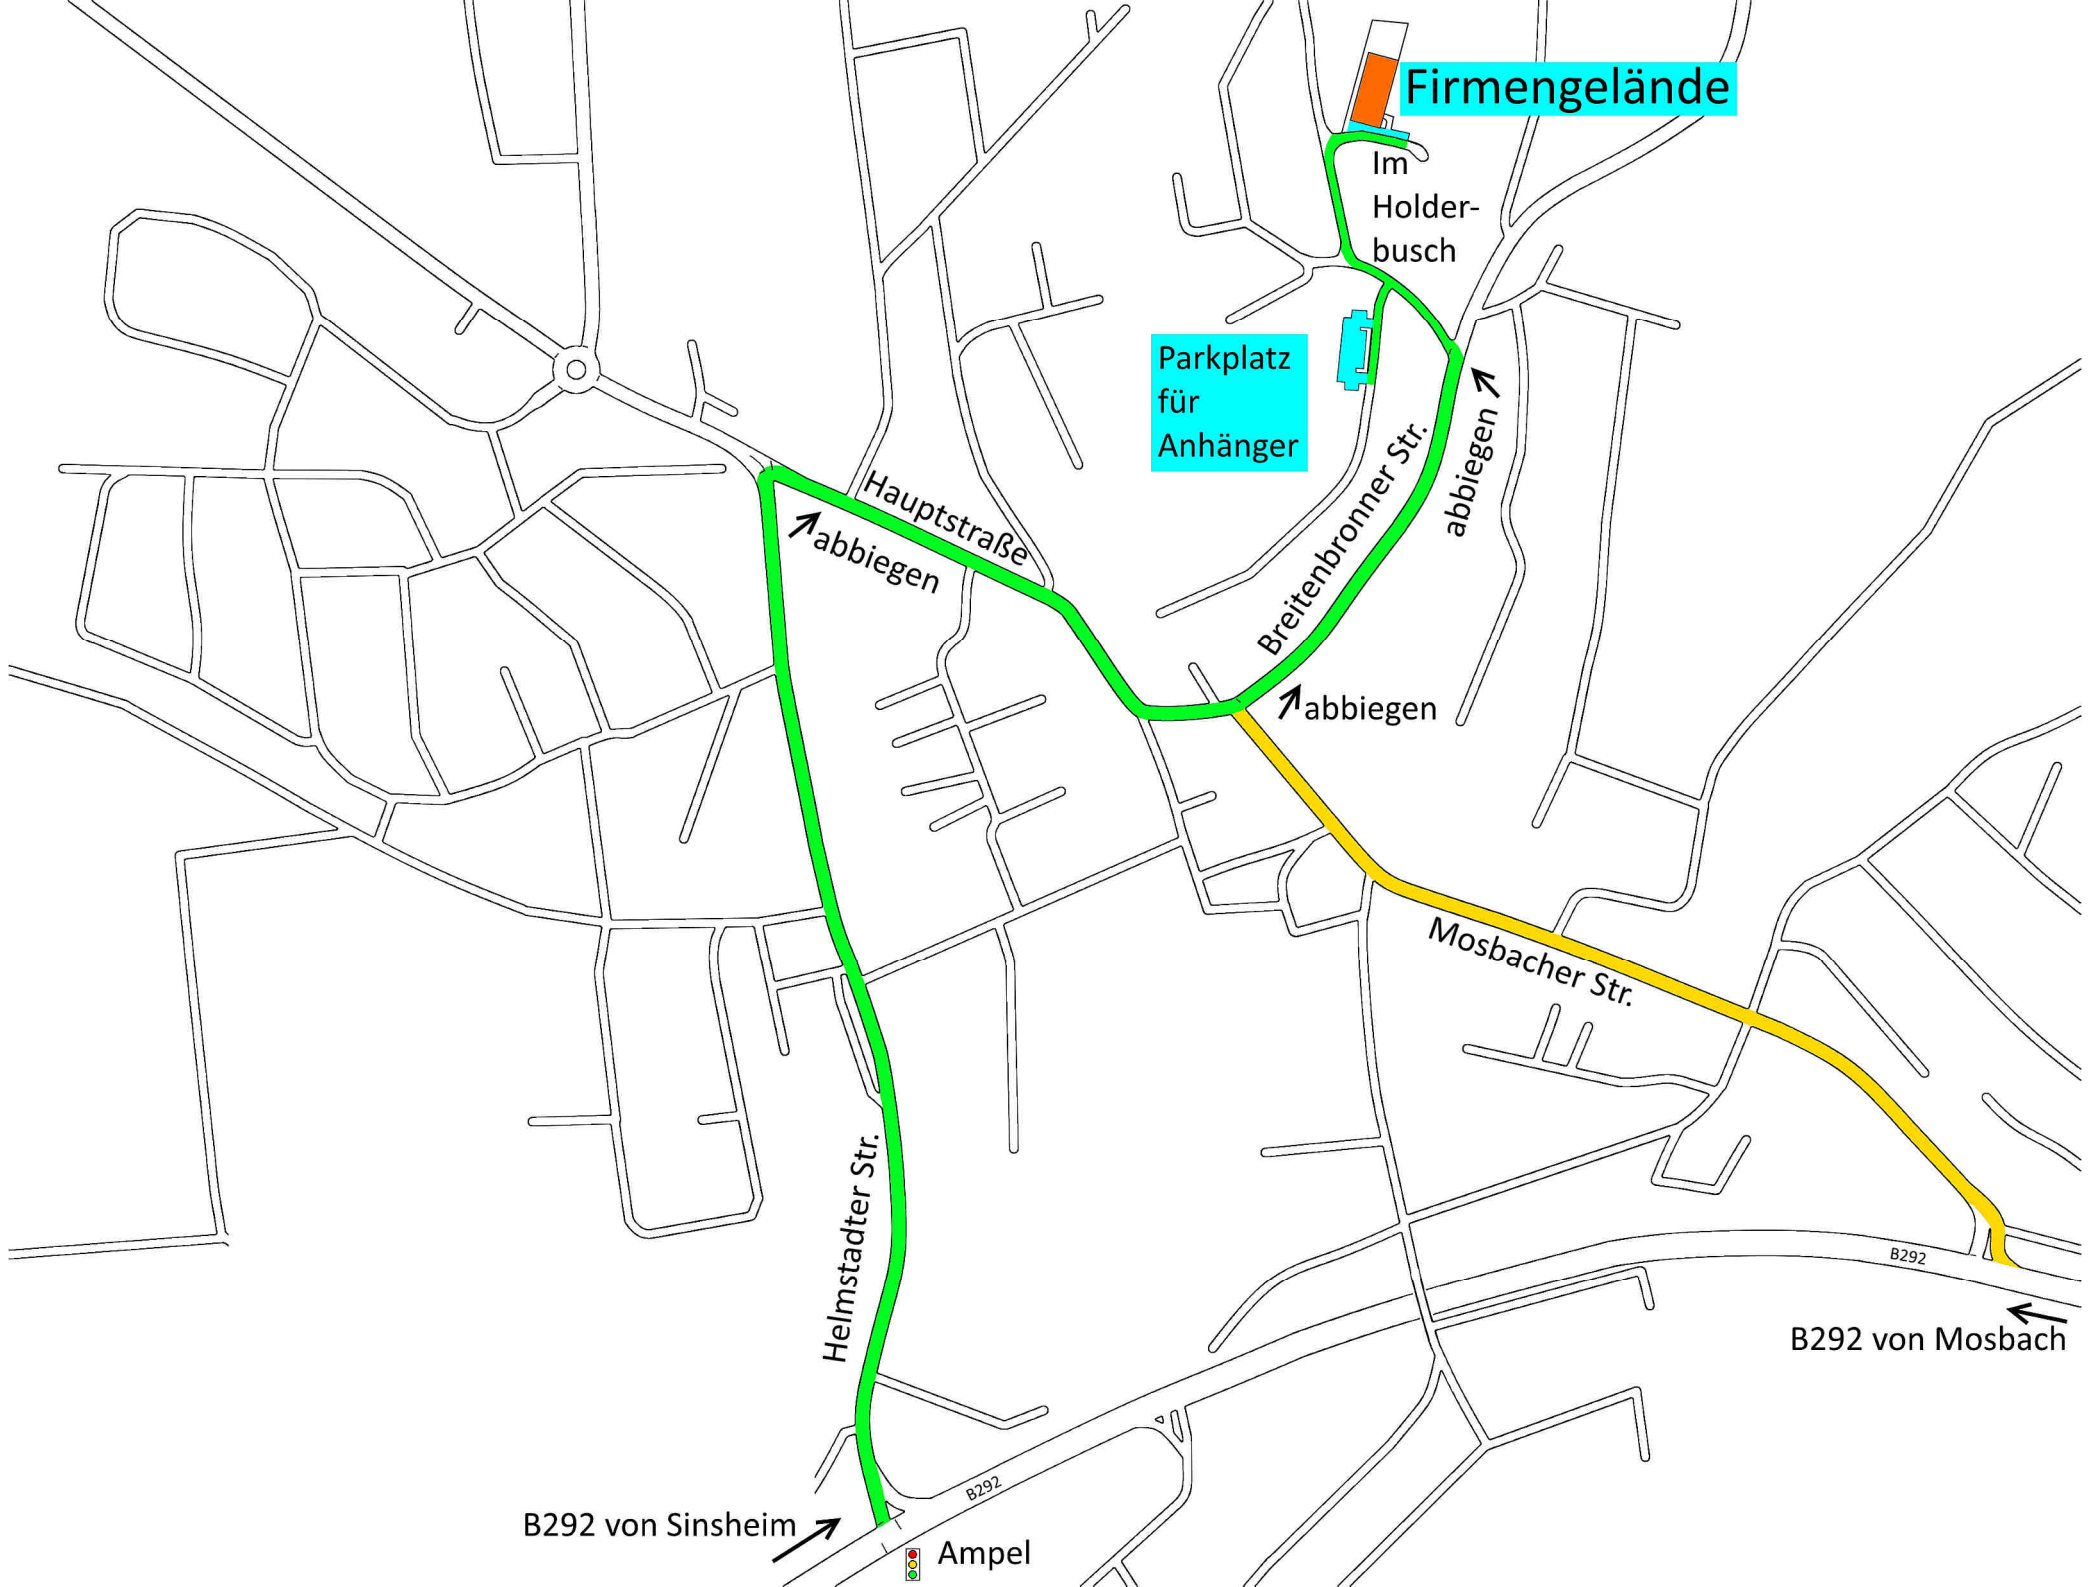 Firmengelände
Im
Holder-
busch
Parkplatz
für
Anhänger
abbiegen
Breitenbronner Str.
Hauptstraße
abbiegen
abbiegen
Mosbacher Str.
Helmstadter Str.
B292
B292 von Mosbach
B292
B292 von Sinsheim
Ampel